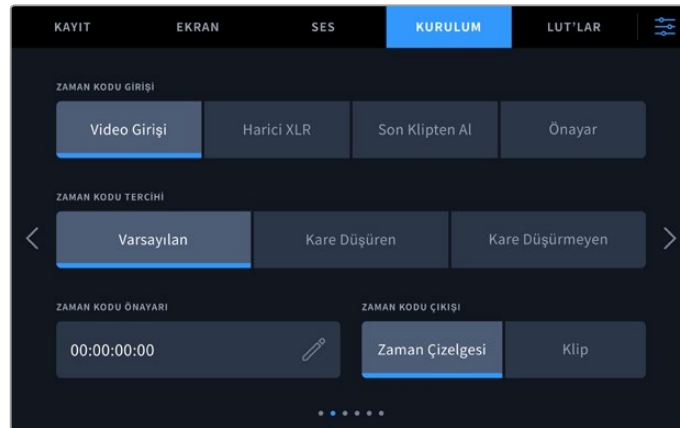 KAYIT EKRAN SES KURULUM LUT’LAR
ZAMAN KODU GİRİŞİ
Video Girişi Harici XLR Son Klipten Al Önayar
ZAMAN KODU TERCİHİ
Varsayılan Kare Düşüren Kare Düşürmeyen
ZAMAN KODU ÖNAYARI ZAMAN KODU ÇIKIŞI
00:00:00:00 Zaman Çizelgesi Klip